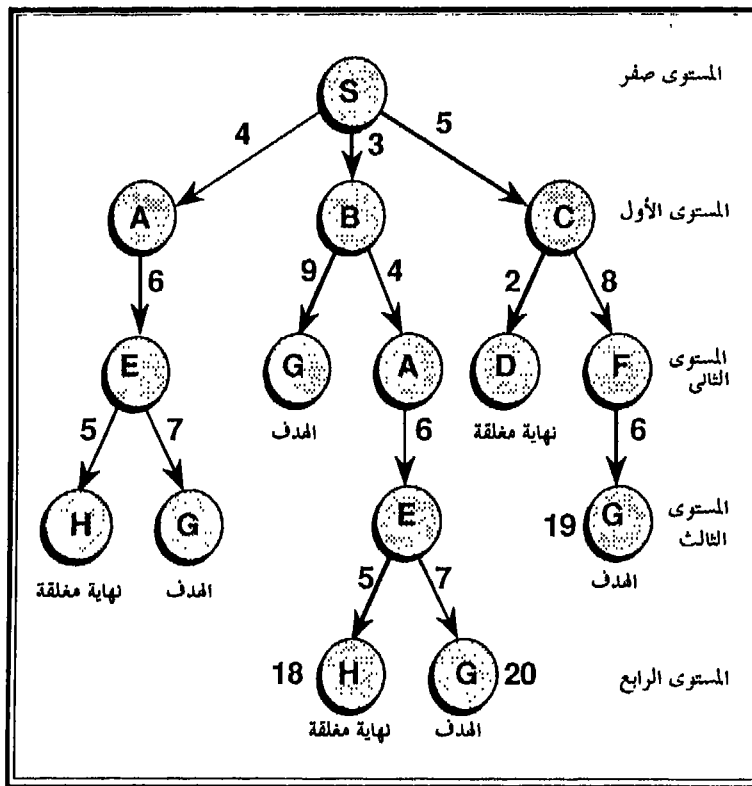 المستوى صفر
S
4 3 5
المستوى الأول
A B C
6 9 4 2 8
المستوى
الثانى
E G A D F
الهدف
نهاية مغلقة
5 7 6 6
المستوى
الثالث
H G E 19 G
نهاية مغلقة
الهدف
الهدف
5 7
المستوى الرابع
18 H G 20
نهاية مغلقة
الهدف